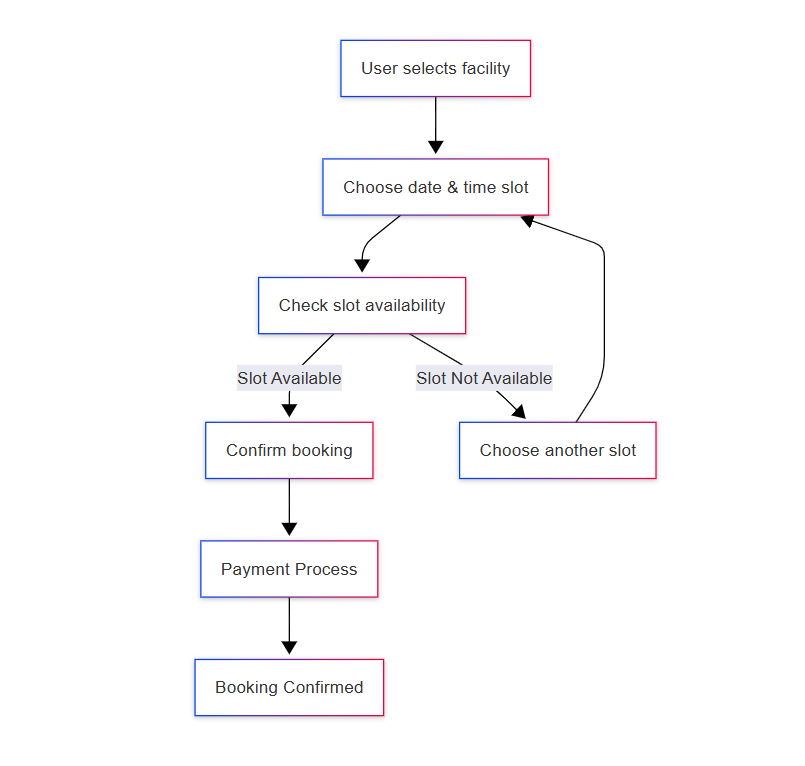 User selects facility
Choose date & time slot
Check slot availability
Slot Available
Slot Not Available
Confirm booking
Choose another slot
Payment Process
Booking Confirmed